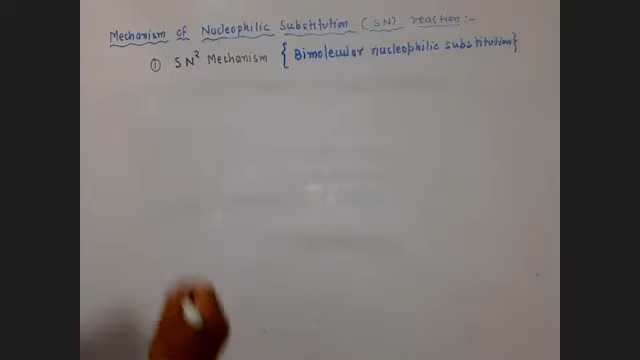 Mechanism of Nucleophilic Substitution (SN) reaction:-
① SN² Mechanism { Bimolecular nucleophilic substitution }